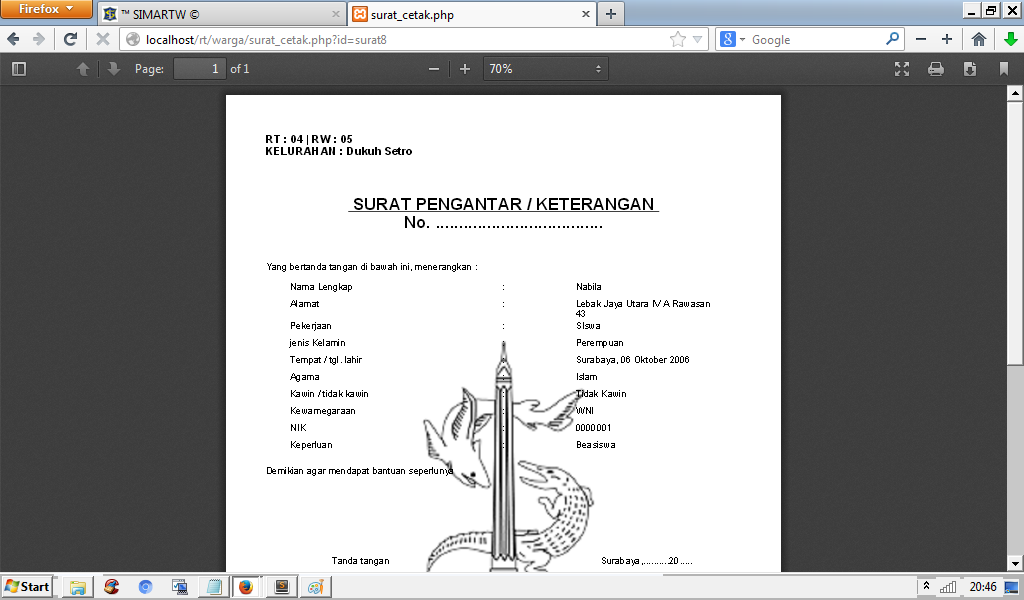 Firefox
™ SIMARTW ©
surat_cetak.php
localhost/rt/warga/surat_cetak.php?id=surat8
Google
Page: 1 of 1
70%
RT : 04 | RW : 05
KELURAHAN : Dukuh Setro
SURAT PENGANTAR / KETERANGAN
No. ....................................
Yang bertanda tangan di bawah ini, menerangkan :
Nama Lengkap : Nabila
Alamat : Lebak Jaya Utara IV A Rawasan
43
Pekerjaan : SIswa
jenis Kelamin : Perempuan
Tempat / tgl. lahir : Surabaya, 06 Oktober 2006
Agama : Islam
Kawin / tidak kawin : Tidak Kawin
Kewarnegaraan : WNI
NIK : 0000001
Keperluan : Beasiswa
Demikian agar mendapat bantuan seperlunya
Tanda tangan Surabaya,..........20 .....
Start
20:46